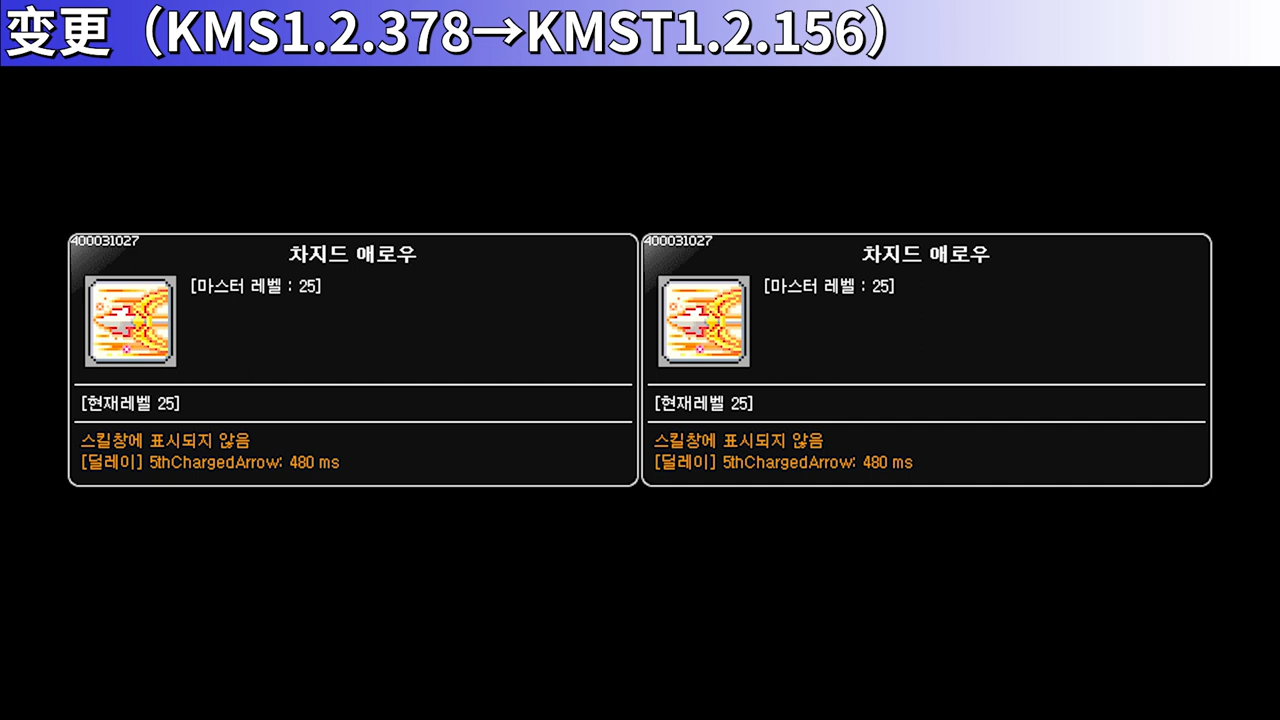 变更（KMS1.2.378→KMST1.2.156）
400031027
차지드 애로우
[마스터 레벨 : 25]
[현재레벨 25]
스킬창에 표시되지 않음
[딜레이] 5thChargedArrow: 480 ms
400031027
차지드 애로우
[마스터 레벨 : 25]
[현재레벨 25]
스킬창에 표시되지 않음
[딜레이] 5thChargedArrow: 480 ms